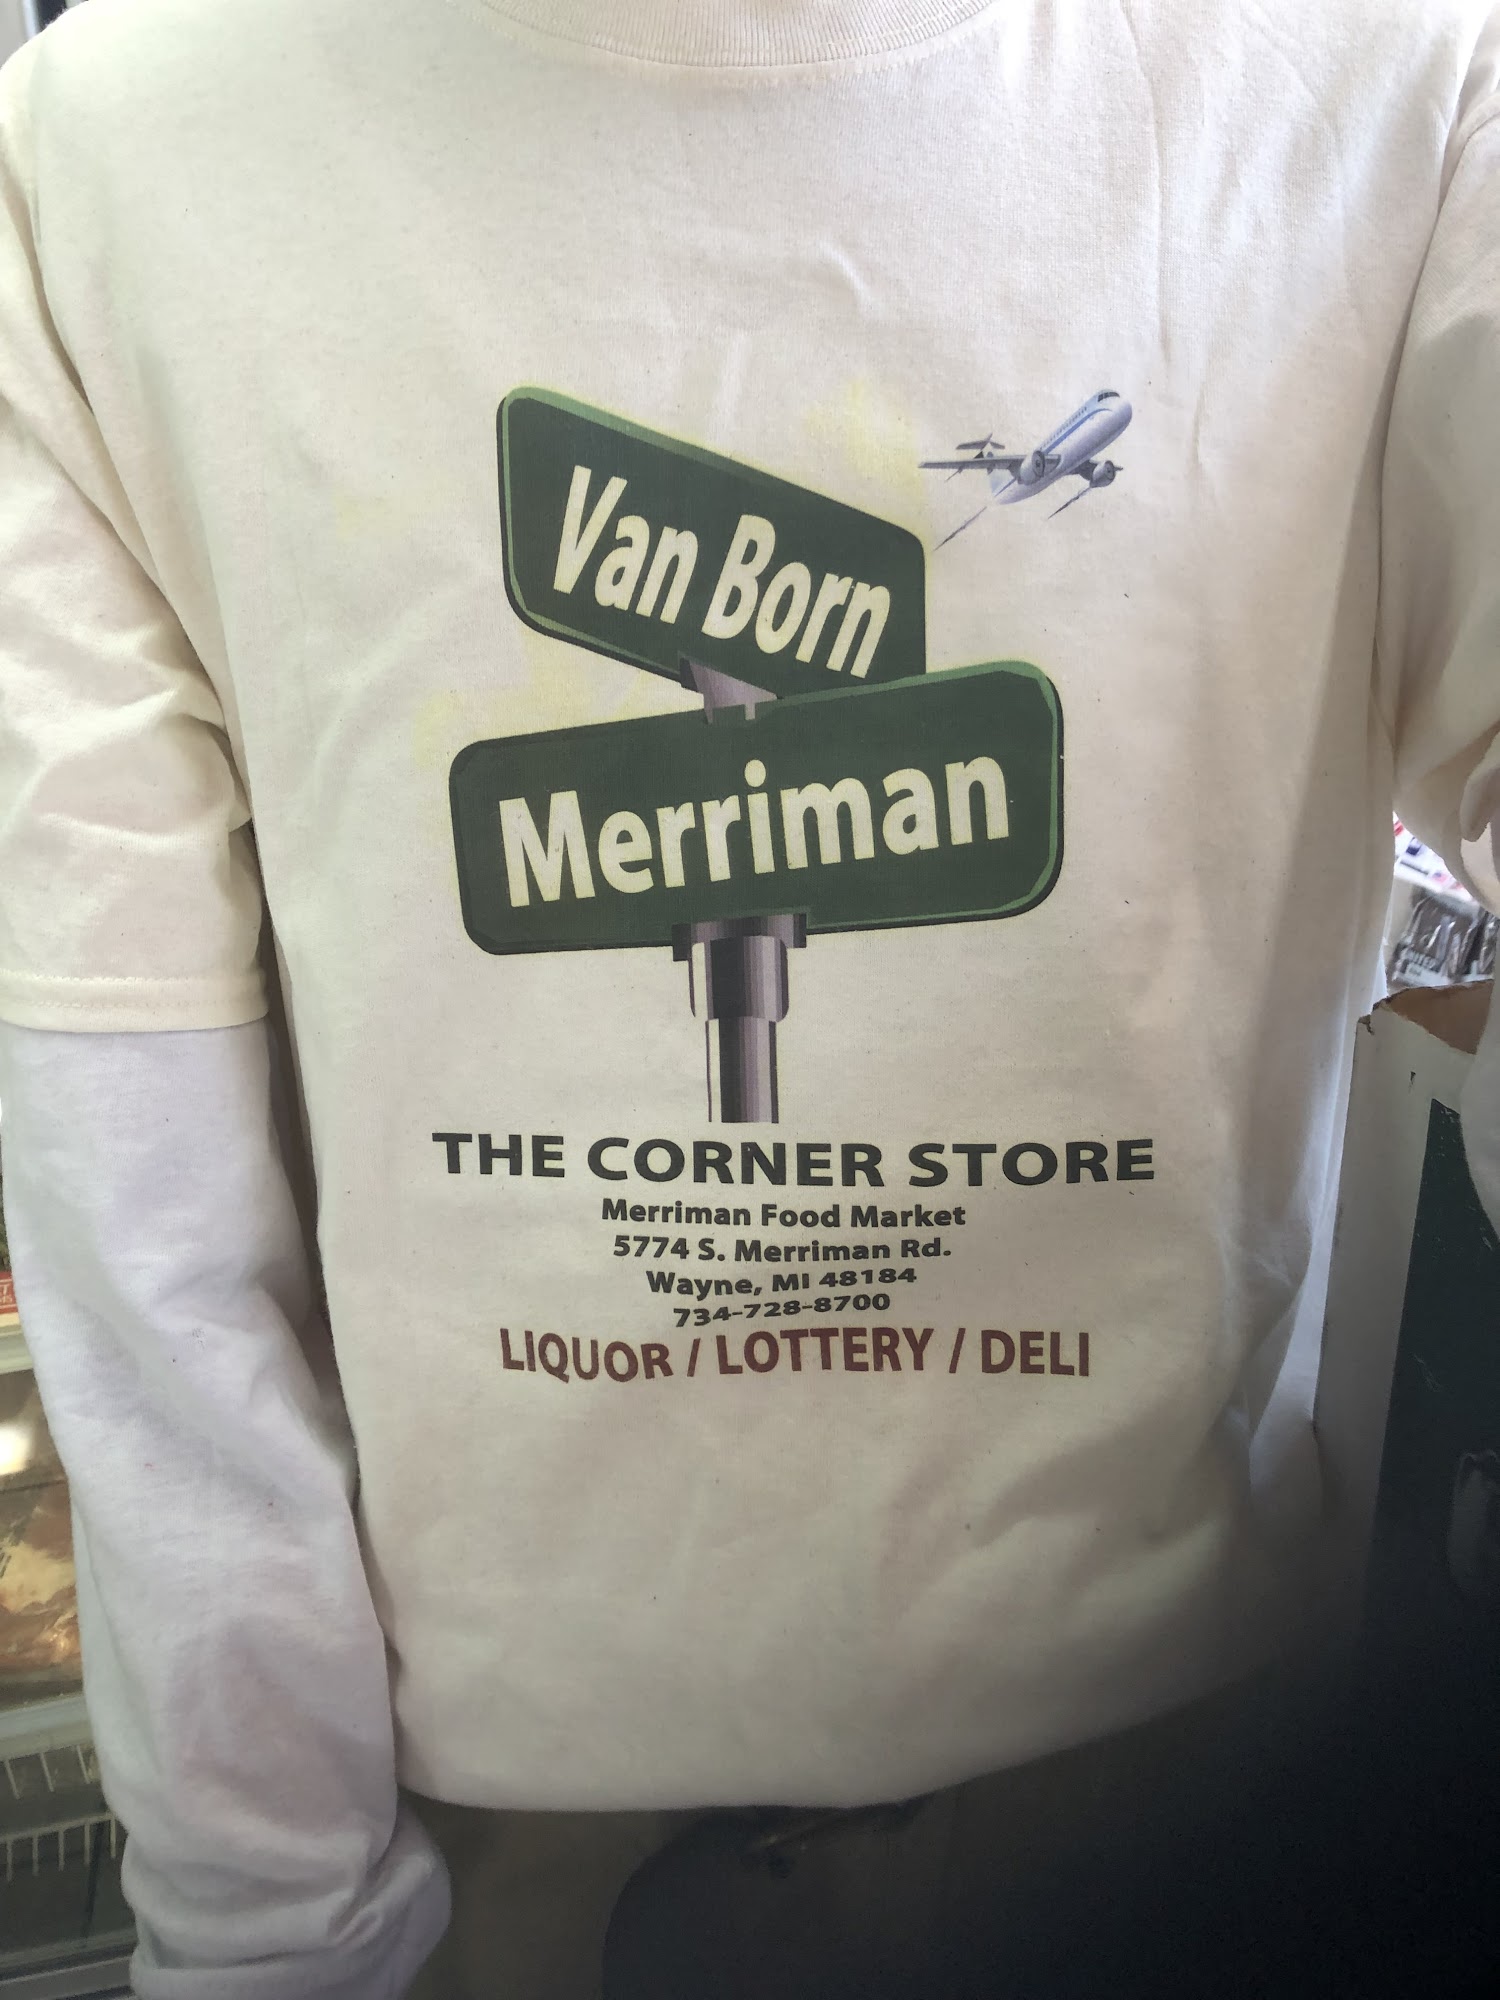 Van Born
Merriman
THE CORNER STORE
Merriman Food Market
5774 S. Merriman Rd.
Wayne, MI 48184
734-728-8700
LIQUOR / LOTTERY / DELI